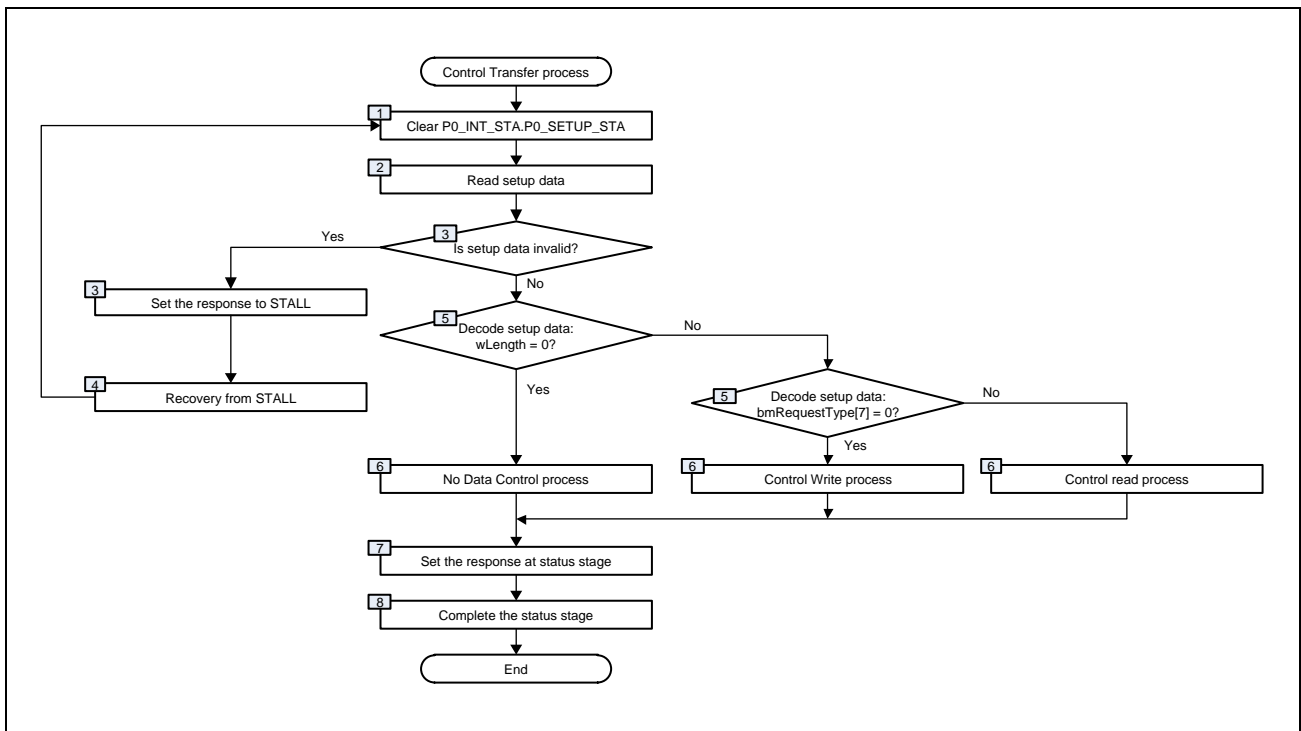 Control Transfer process
1
Clear P0_INT_STA.P0_SETUP_STA
2
Read setup data
3
Is setup data invalid?
Yes
No
3
Set the response to STALL
4
Recovery from STALL
5
Decode setup data:
wLength = 0?
No
Yes
5
Decode setup data:
bmRequestType[7] = 0?
No
Yes
6
No Data Control process
6
Control Write process
6
Control read process
7
Set the response at status stage
8
Complete the status stage
End